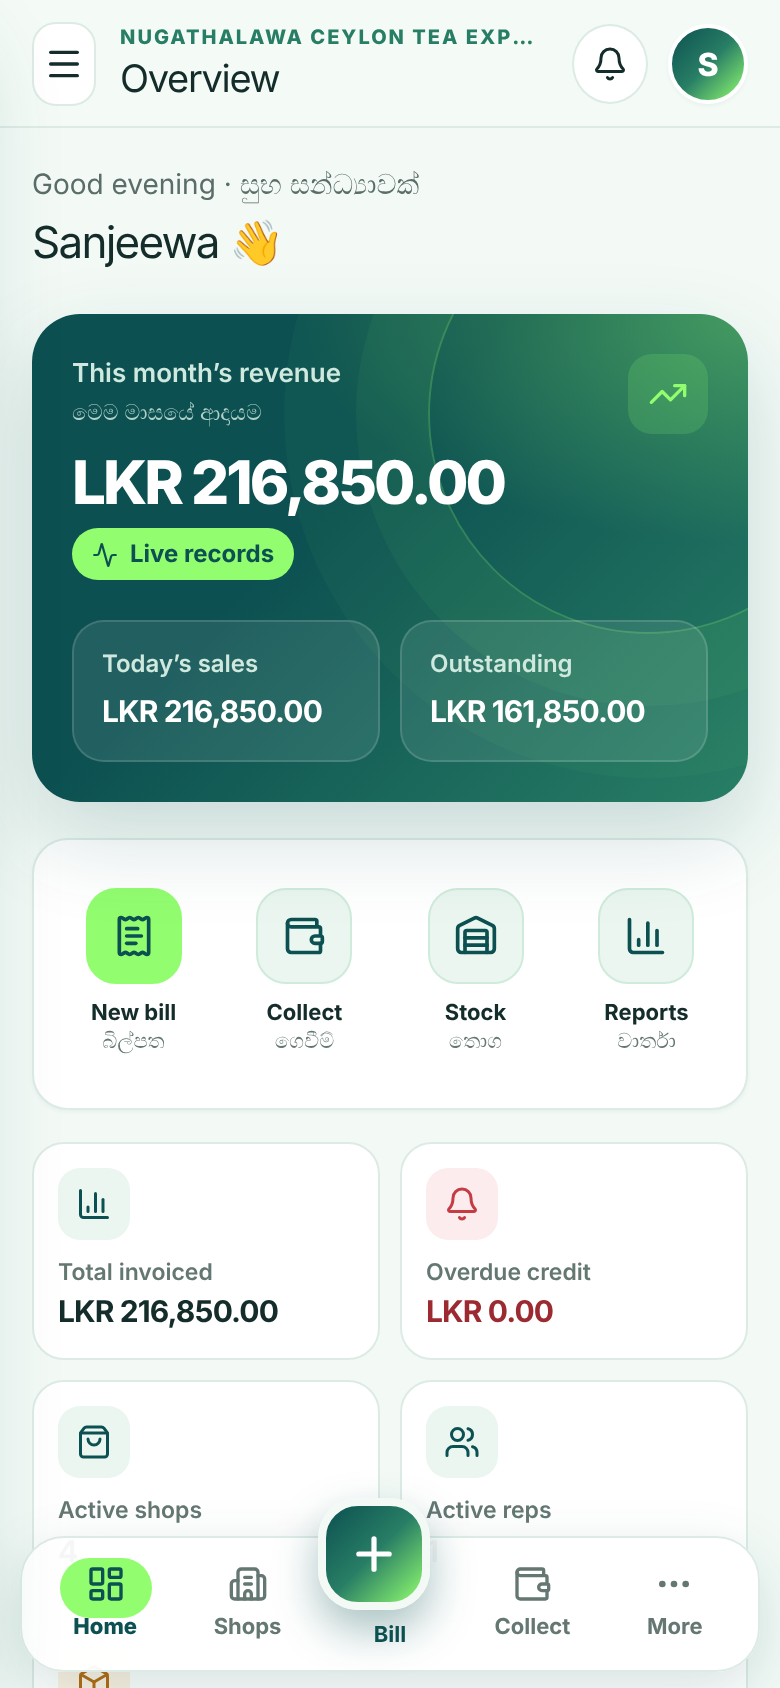 NUGATHALAWA CEYLON TEA EXP...
Overview
S
Good evening · සුභ සන්ධ්‍යාවක්
Sanjeewa 👋
This month’s revenue
මෙම මාසයේ ආදායම
LKR 216,850.00
Live records
Today’s sales
Outstanding
LKR 216,850.00
LKR 161,850.00
New bill
Collect
Stock
Reports
බිල්පත
ගෙවීම්
තොග
වාර්තා
Total invoiced
Overdue credit
LKR 216,850.00
LKR 0.00
Active shops
Active reps
4
Home
Shops
Bill
Collect
More